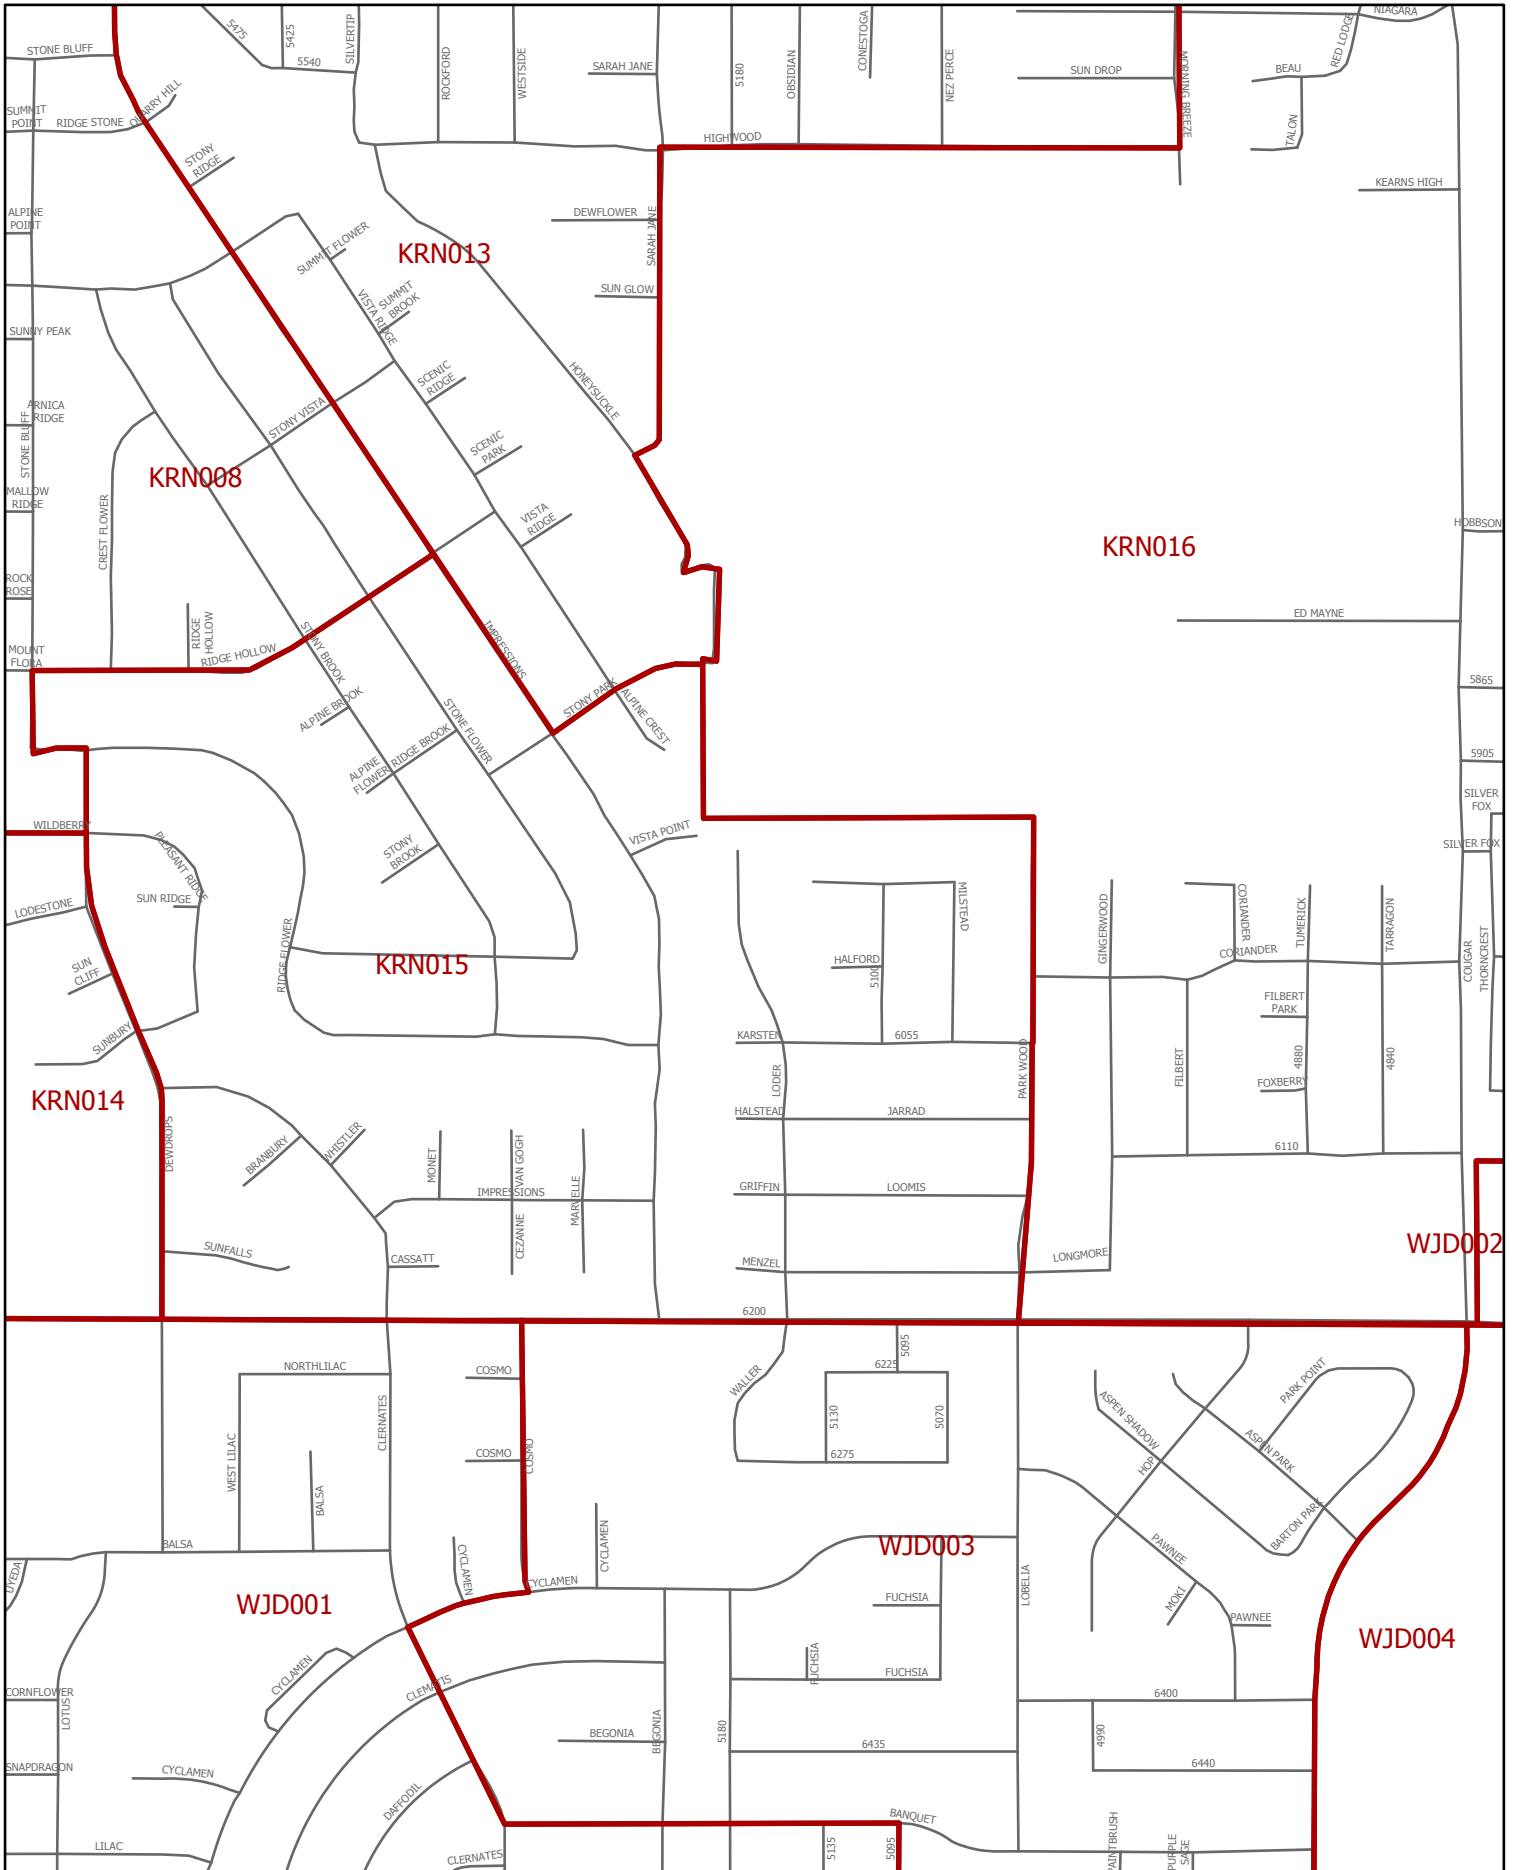 NIAGARA
5475
5425
SILVERTIP
ROCKFORD
WESTSIDE
CONESTOGA
RED LODGE
STONE BLUFF
5540
SARAH JANE
5180
OBSIDIAN
NEZ PERCE
SUN DROP
MORNING BREEZE
BEAU
SUMMIT
POINT
RIDGE STONE
QUARRY HILL
HIGHWOOD
TALON
STONY
RIDGE
KEARNS HIGH
ALPINE
POINT
DEWFLOWER
SARAH JANE
SUMMIT FLOWER
KRN013
SUN GLOW
SUMMIT
BROOK
VISTA RIDGE
SUNNY PEAK
SCENIC
RIDGE
HONEYSUCKLE
ARNICA
RIDGE
STONE BLUFF
STONY VISTA
SCENIC
PARK
KRN008
MALLOW
RIDGE
CREST FLOWER
VISTA
RIDGE
HOBBSON
KRN016
ROCK
ROSE
ED MAYNE
RIDGE
HOLLOW
MOUNT
FLORA
RIDGE HOLLOW
STONY BROOK
IMPRESSIONS
5865
STONY PARK
ALPINE CREST
ALPINE BROOK
STONE FLOWER
5905
ALPINE
FLOWER
RIDGE BROOK
SILVER
FOX
WILDBERRY
VISTA POINT
SILVER FOX
PLEASANT RIDGE
STONY
BROOK
SUN RIDGE
LODESTONE
MILSTEAD
GINGERWOOD
CORIANDER
TUMERICK
TARRAGON
RIDGE FLOWER
KRN015
HALFORD
5100
CORIANDER
COUGAR
THORNCREST
SUN
CLIFF
FILBERT
PARK
SUNBURY
KARSTEN
6055
PARK WOOD
FILBERT
4880
4840
LODER
FOXBERRY
KRN014
HALSTEAD
JARRAD
DEWDROPS
BRANBURY
WHISTLER
MONET
VAN GOGH
6110
IMPRESSIONS
MARVELLE
GRIFFIN
LOOMIS
SUNFALLS
CASSATT
CEZANNE
MENZEL
LONGMORE
WJD002
6200
NORTHLILAC
COSMO
5095
6225
WALLER
PARK POINT
WEST LILAC
CLERNATES
COSMO
COSMO
5130
5070
6275
ASPEN SHADOW
HOPI
ASPEN PARK
BALSA
BALSA
CYCLAMEN
CYCLAMEN
CYCLAMEN
WJD003
PAWNEE
BARTON PARK
UYEDA
WJD001
FUCHSIA
LOBELIA
MOKI
PAWNEE
WJD004
CYCLAMEN
FUCHSIA
FUCHSIA
CORNFLOWER
LOTUS
CLEMATIS
6400
BEGONIA
BEGONIA
5180
6435
4990
SNAPDRAGON
CYCLAMEN
6440
DAFFODIL
BANQUET
LILAC
CLERNATES
5135
5095
PAINTBRUSH
PURPLE
SAGE